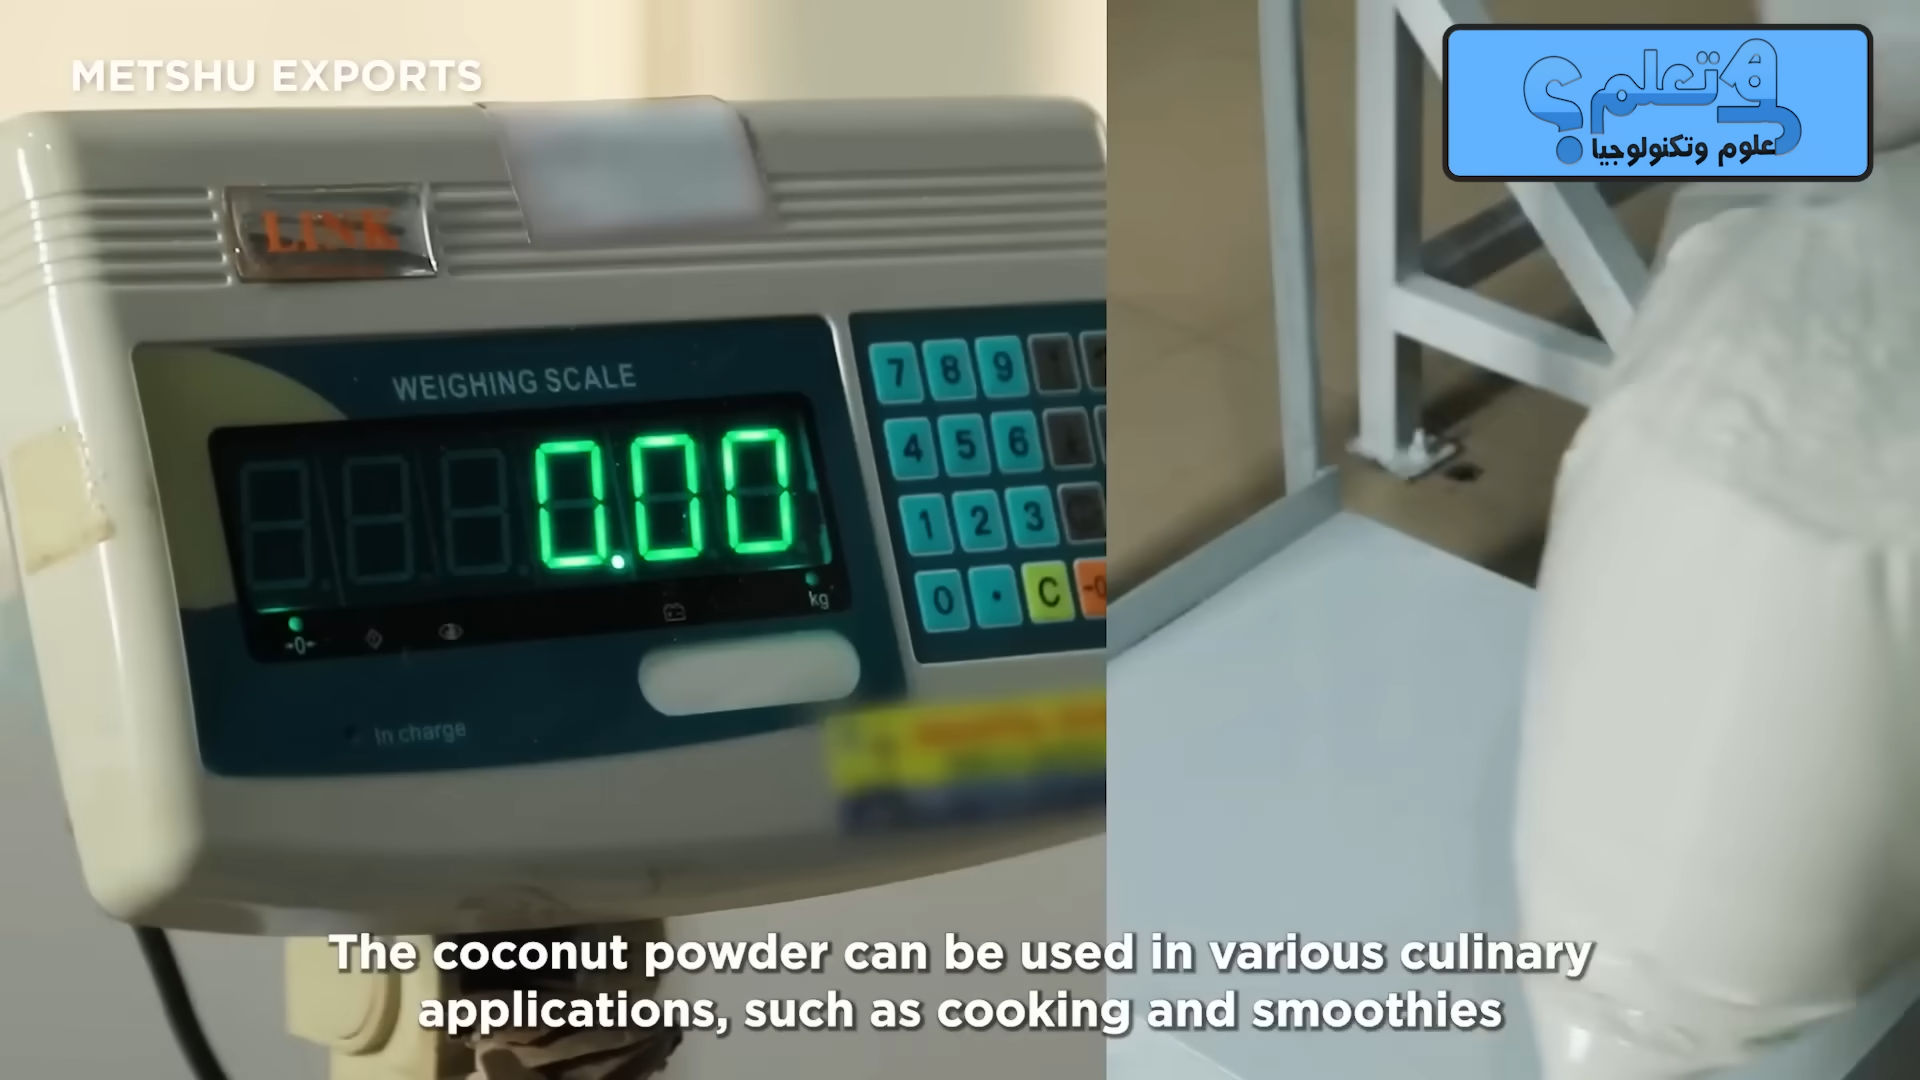 METSHU EXPORTS
هل تعلم؟
علوم وتكنولوجيا
LINK
WEIGHING SCALE
0.00
7 8 9
4 5 6
1 2 3
0 . C
→0←
kg
In charge
The coconut powder can be used in various culinary
applications, such as cooking and smoothies